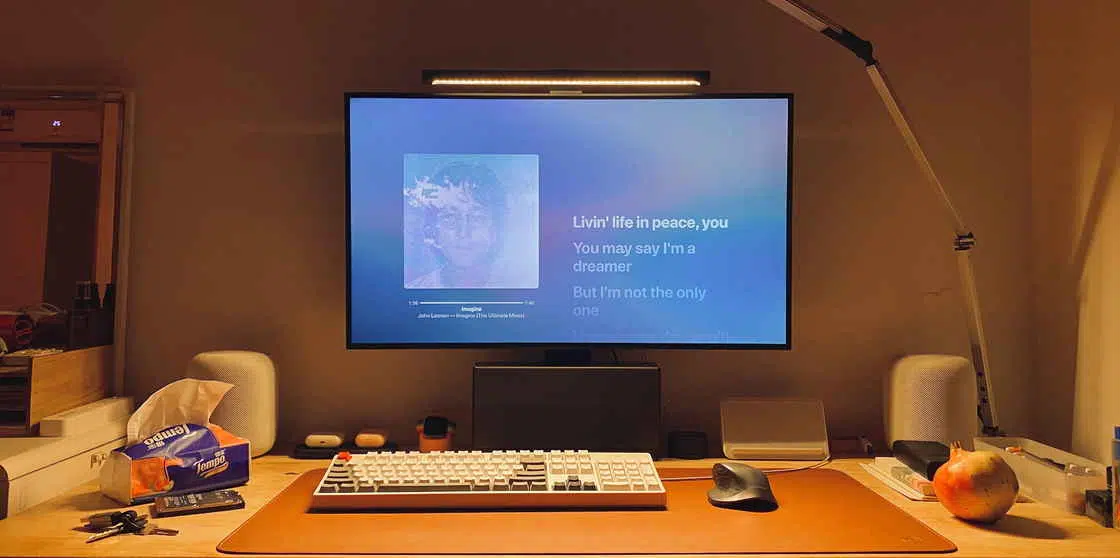 Livin' life in peace, you
You may say I'm a
dreamer
But I'm not the only
one
Imagine
John Lennon — Imagine (The Ultimate Mixes)
Tempo
Tempo